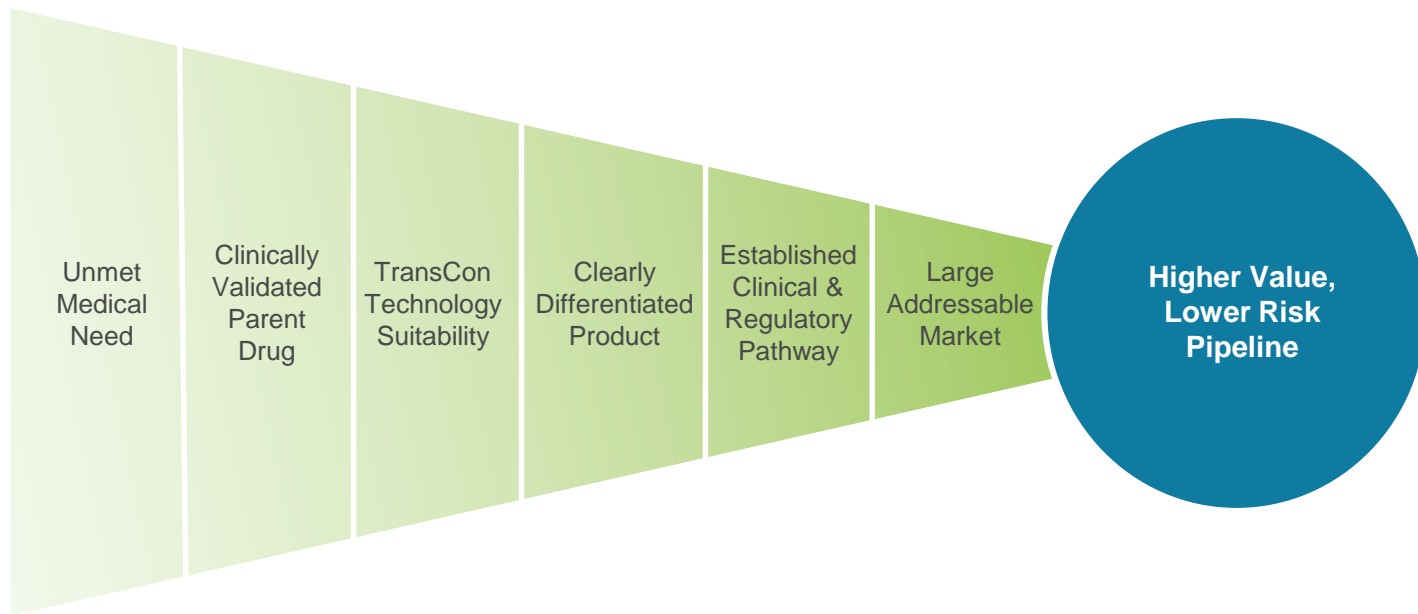 Unmet
Medical
Need
Clinically
Validated
Parent
Drug
TransCon
Technology
Suitability
Clearly
Differentiated
Product
Established
Clinical &
Regulatory
Pathway
Large
Addressable
Market
Higher Value,
Lower Risk
Pipeline